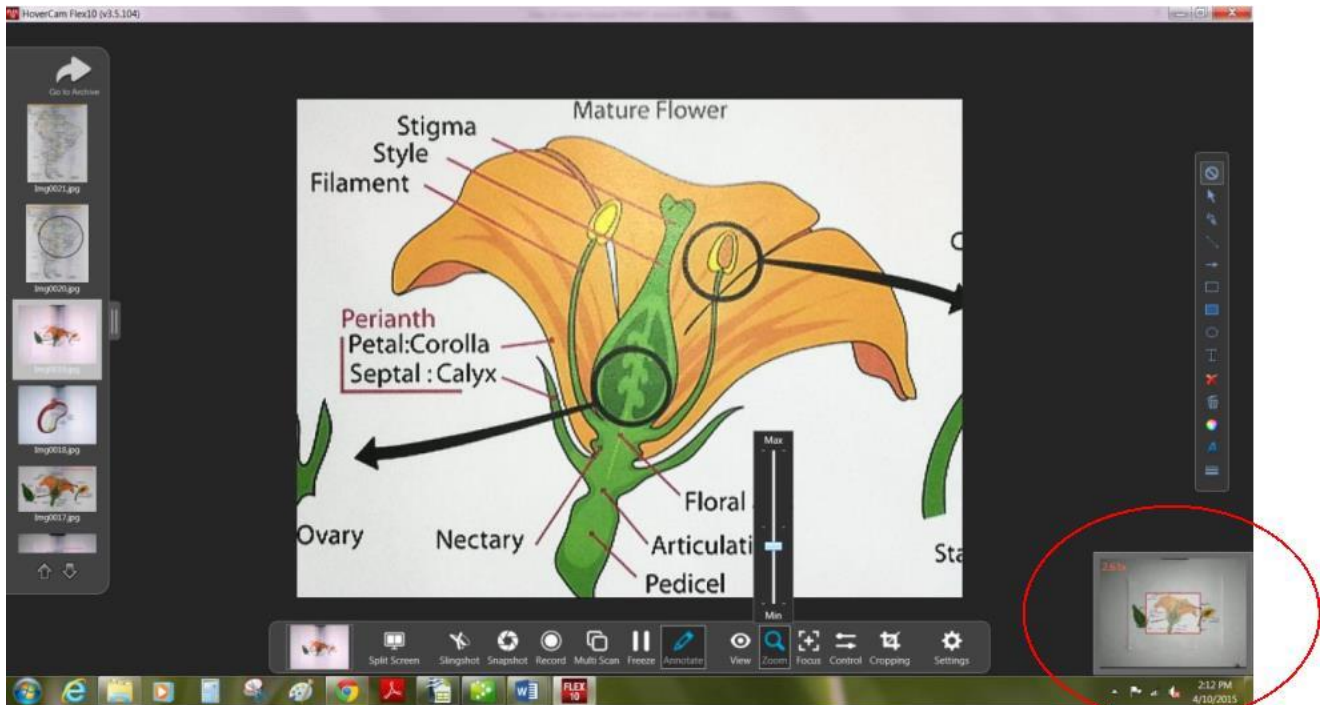 HoverCam Flex10 (v3.5.104)
Go to Archive
Img0021.jpg
Img0020.jpg
Img0018.jpg
Img0017.jpg
Mature Flower
Stigma
Style
Filament
Perianth
Petal:Corolla
Septal : Calyx
Ovary
Nectary
Floral
Articulati
Pedicel
Sta
Max
Min
Split Screen
Slingshot
Snapshot
Record
Multi Scan
Freeze
Annotate
View
Zoom
Focus
Control
Cropping
Settings
FLEX
10
2:12 PM
4/10/2015